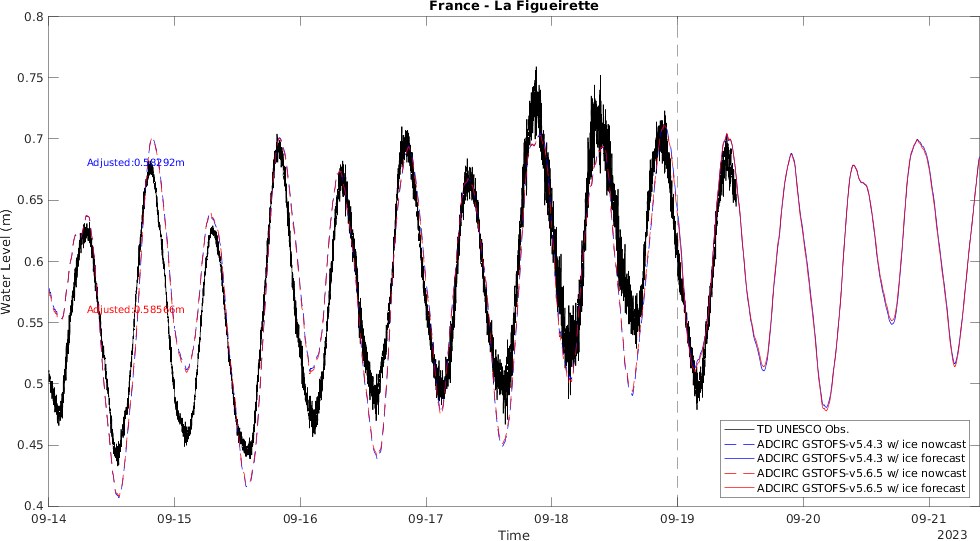 France - La Figueirette
0.8
0.75
0.7
0.65
0.6
0.55
0.5
0.45
0.4
Water Level (m)
Adjusted:0.58292m
Adjusted:0.58566m
TD UNESCO Obs.
ADCIRC GSTOFS-v5.4.3 w/ ice nowcast
ADCIRC GSTOFS-v5.4.3 w/ ice forecast
ADCIRC GSTOFS-v5.6.5 w/ ice nowcast
ADCIRC GSTOFS-v5.6.5 w/ ice forecast
09-14 09-15 09-16 09-17 09-18 09-19 09-20 09-21
Time
2023